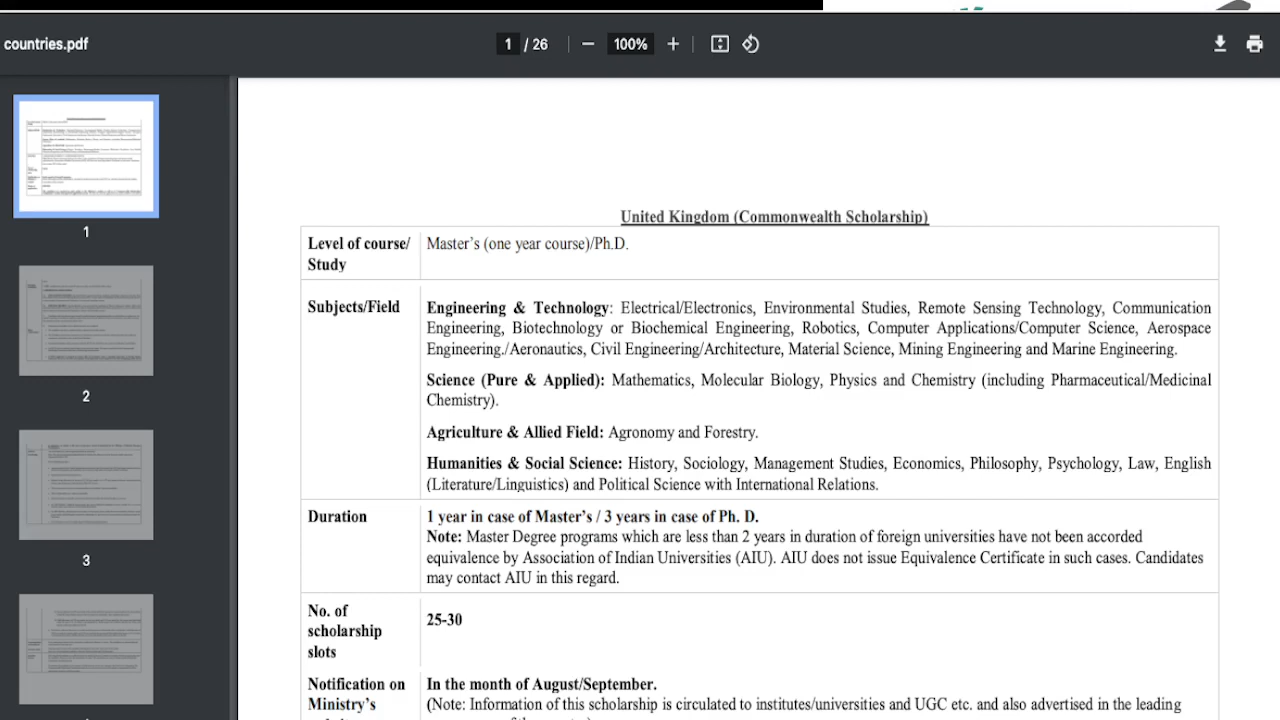 countries.pdf
1 / 26
100%
United Kingdom (Commonwealth Scholarship)
Level of course/ Study
Master's (one year course)/Ph.D.
Subjects/Field
Engineering & Technology: Electrical/Electronics, Environmental Studies, Remote Sensing Technology, Communication
Engineering, Biotechnology or Biochemical Engineering, Robotics, Computer Applications/Computer Science, Aerospace
Engineering./Aeronautics, Civil Engineering/Architecture, Material Science, Mining Engineering and Marine Engineering.
Science (Pure & Applied): Mathematics, Molecular Biology, Physics and Chemistry (including Pharmaceutical/Medicinal
Chemistry).
Agriculture & Allied Field: Agronomy and Forestry.
Humanities & Social Science: History, Sociology, Management Studies, Economics, Philosophy, Psychology, Law, English
(Literature/Linguistics) and Political Science with International Relations.
Duration
1 year in case of Master's / 3 years in case of Ph. D.
Note: Master Degree programs which are less than 2 years in duration of foreign universities have not been accorded
equivalence by Association of Indian Universities (AIU). AIU does not issue Equivalence Certificate in such cases. Candidates
may contact AIU in this regard.
No. of
scholarship
slots
25-30
Notification on
Ministry's
In the month of August/September.
(Note: Information of this scholarship is circulated to institutes/universities and UGC etc. and also advertised in the leading
1
2
3